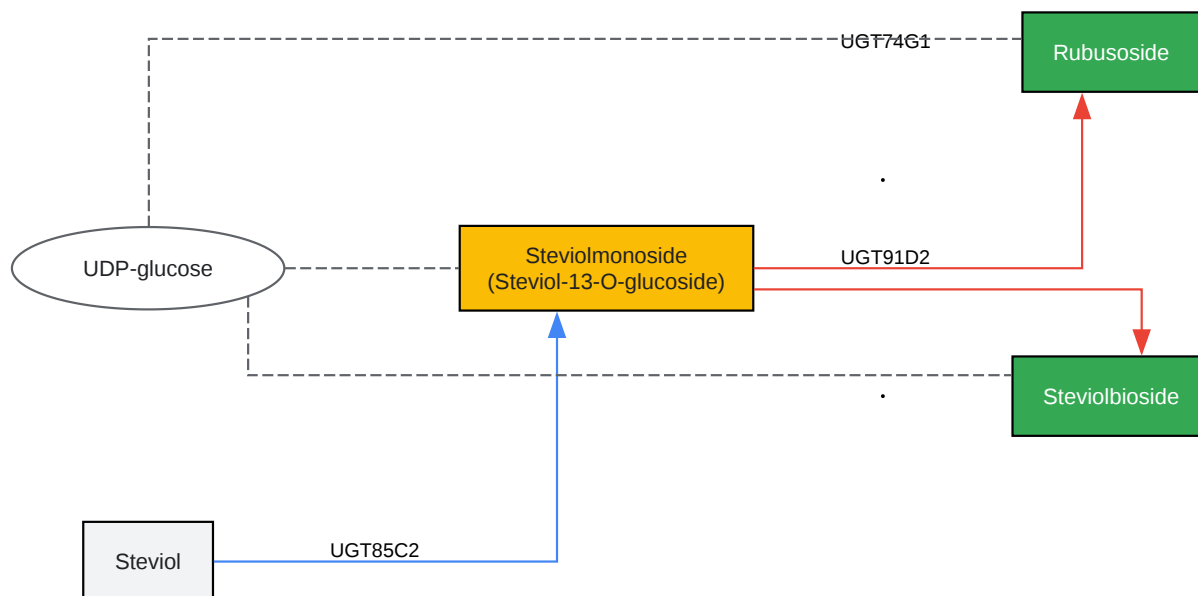 UGT74G1
Rubusoside
UDP-glucose
Steviolmonoside
(Steviol-13-O-glucoside)
UGT91D2
Steviolbioside
Steviol
UGT85C2